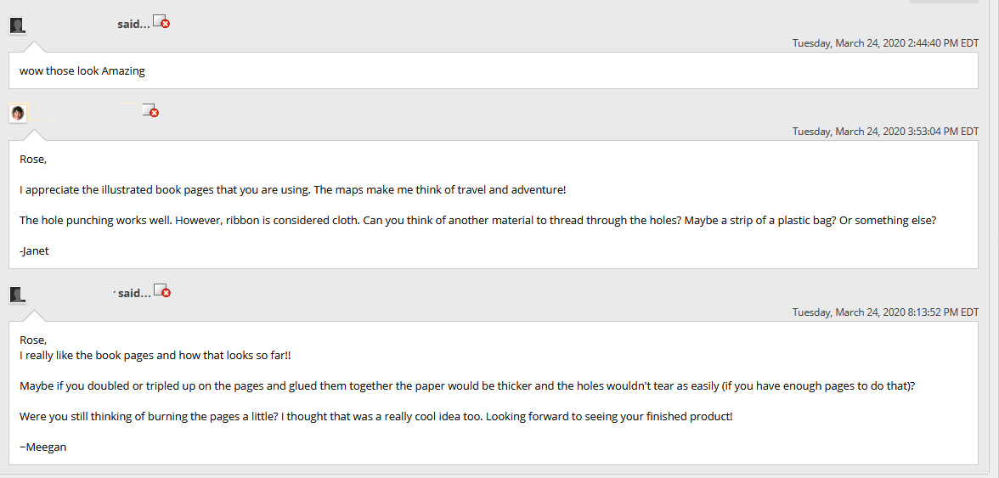 said...
Tuesday, March 24, 2020 2:44:40 PM EDT
wow those look Amazing
Tuesday, March 24, 2020 3:53:04 PM EDT
Rose,
I appreciate the illustrated book pages that you are using. The maps make me think of travel and adventure!
The hole punching works well. However, ribbon is considered cloth. Can you think of another material to thread through the holes? Maybe a strip of a plastic bag? Or something else?
-Janet
said...
Tuesday, March 24, 2020 8:13:52 PM EDT
Rose,
I really like the book pages and how that looks so far!!
Maybe if you doubled or tripled up on the pages and glued them together the paper would be thicker and the holes wouldn't tear as easily (if you have enough pages to do that)?
Were you still thinking of burning the pages a little? I thought that was a really cool idea too. Looking forward to seeing your finished product!
~Meegan